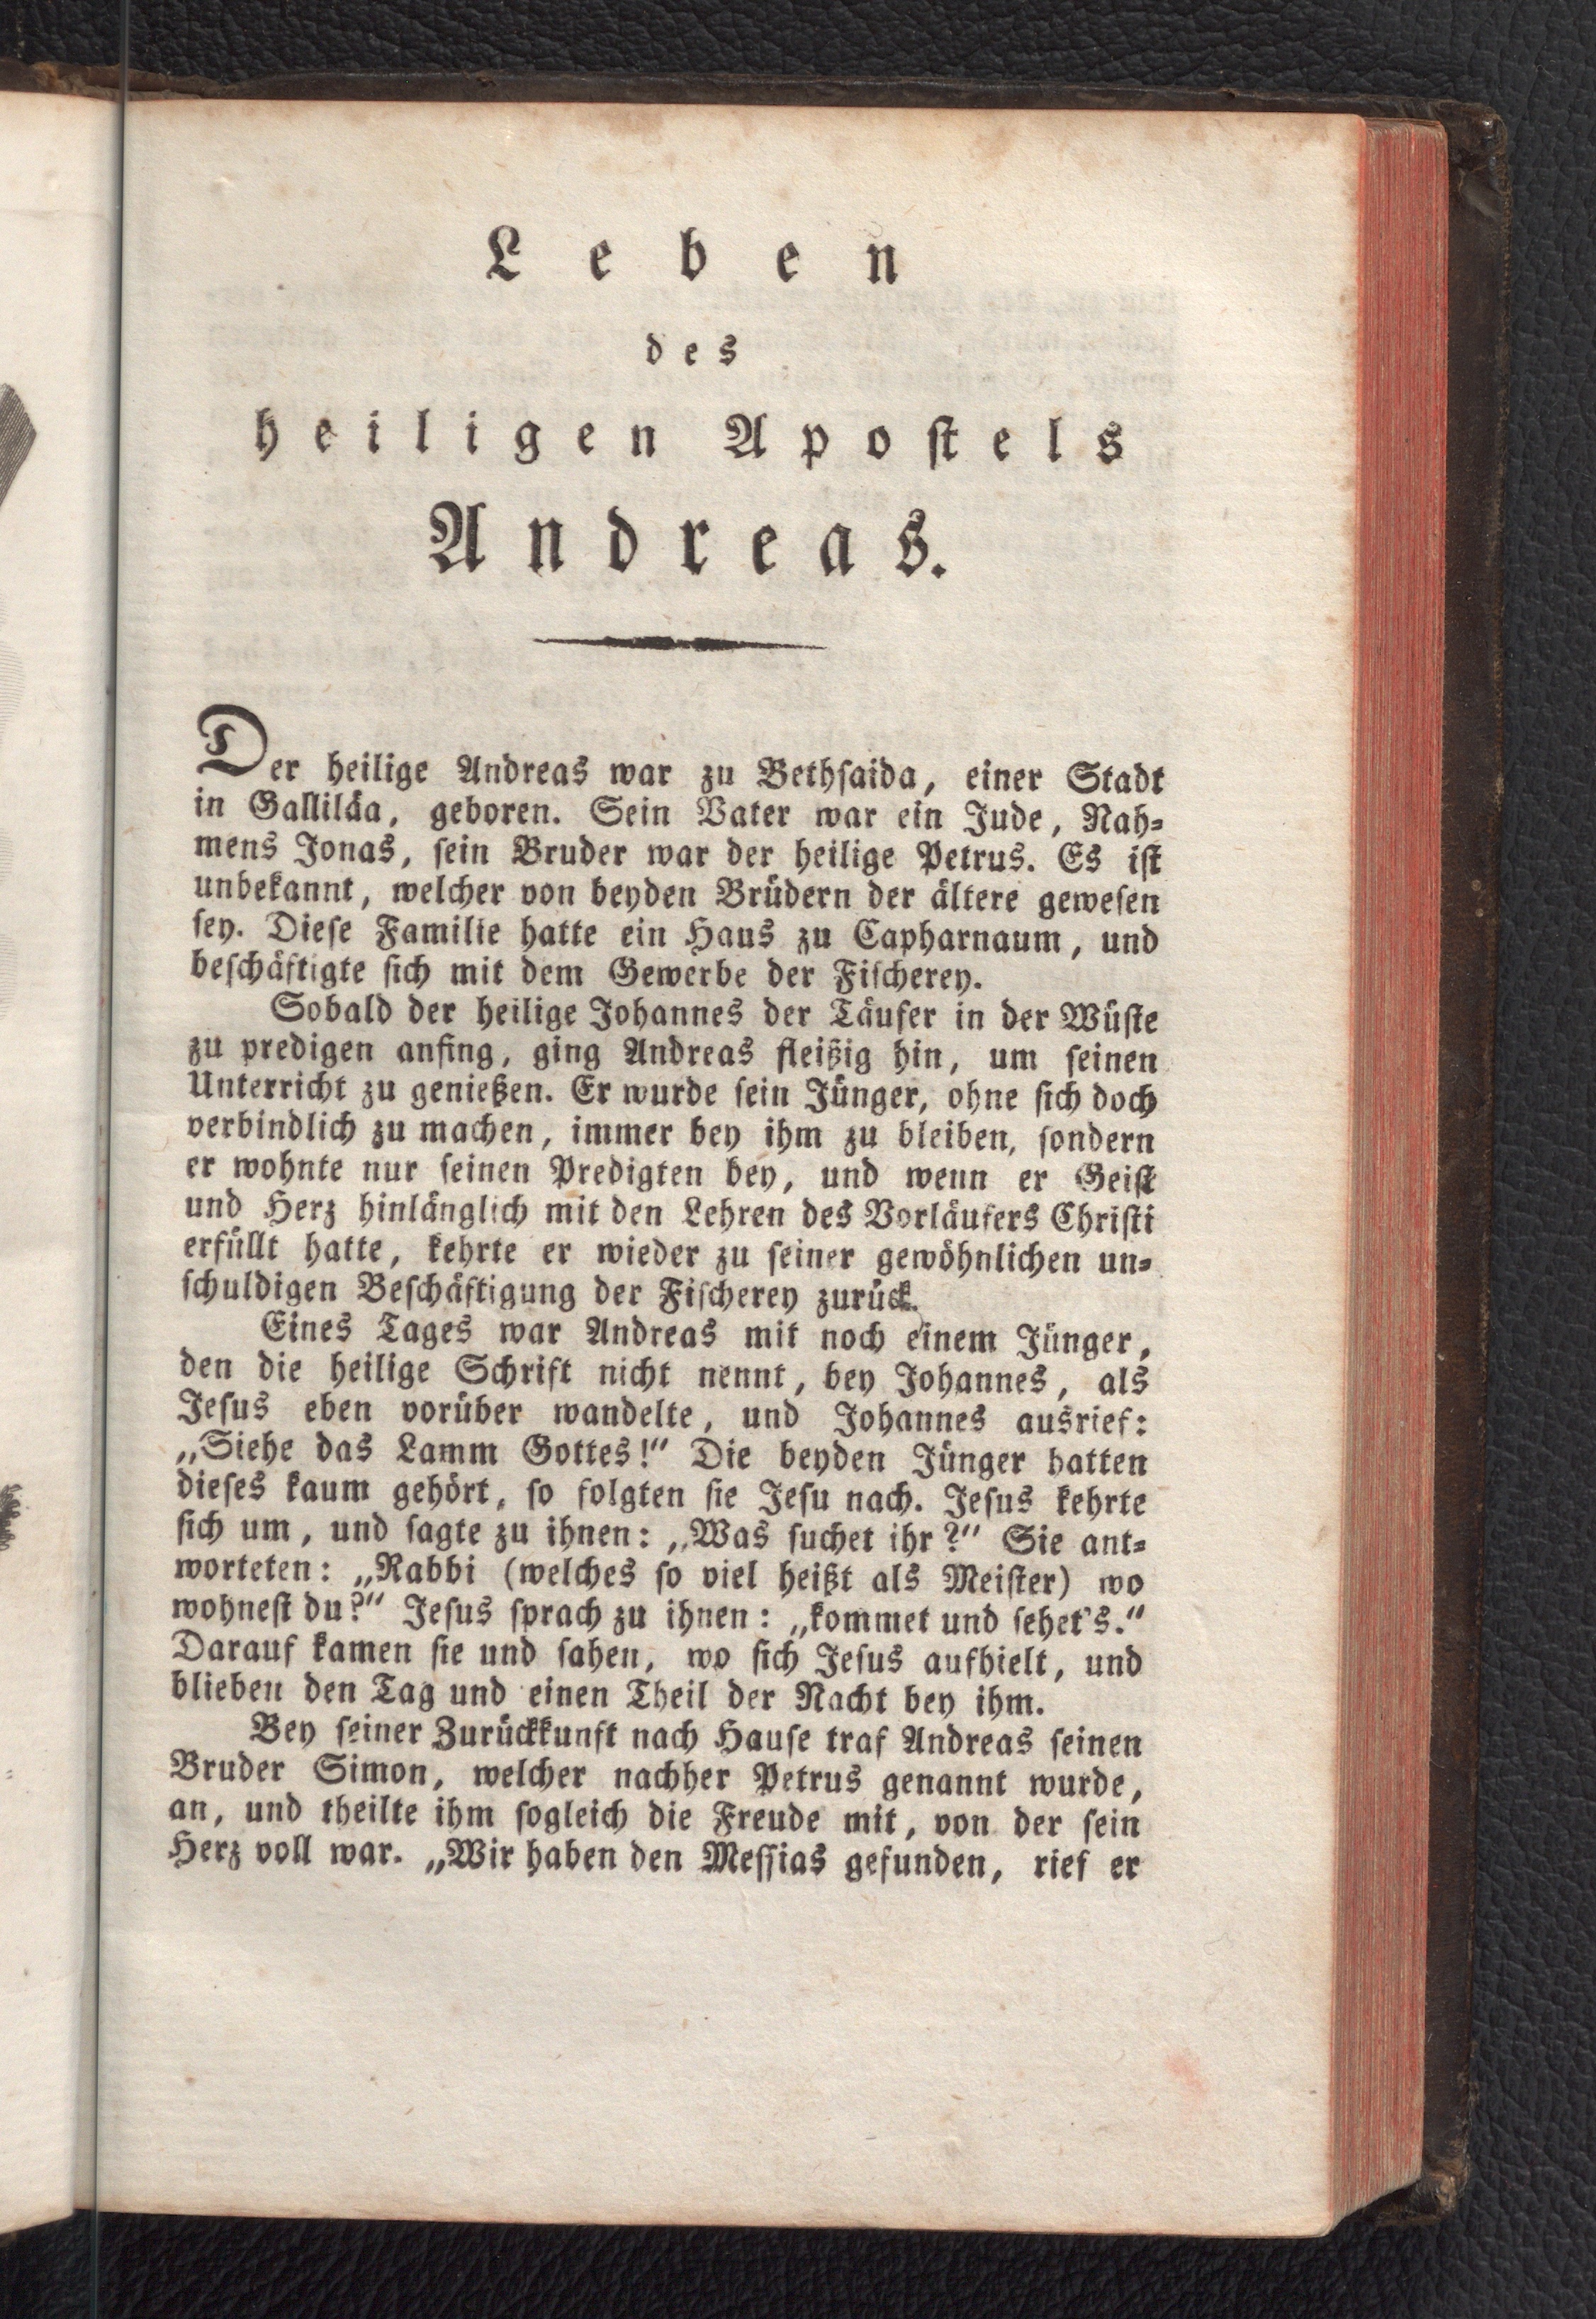 Leben
des
heiligen Apostels
Andreas.
Der heilige Andreas war zu Bethſaida, einer Stadt
in Galliläa, geboren. Sein Vater war ein Jude, Nah⸗
mens Jonas, ſein Bruder war der heilige Petrus. Es iſt
unbekannt, welcher von beyden Brüdern der ältere geweſen
ſey. Dieſe Familie hatte ein Haus zu Capharnaum, und
beſchäftigte ſich mit dem Gewerbe der Fiſcherey.
Sobald der heilige Johannes der Täufer in der Wüſte
zu predigen anfing, ging Andreas fleißig hin, um ſeinen
Unterricht zu genießen. Er wurde ſein Jünger, ohne ſich doch
verbindlich zu machen, immer bey ihm zu bleiben, ſondern
er wohnte nur ſeinen Predigten bey, und wenn er Geiſt
und Herz hinlänglich mit den Lehren des Vorläufers Chriſti
erfüllt hatte, kehrte er wieder zu ſeiner gewöhnlichen un⸗
ſchuldigen Beſchäftigung der Fiſcherey zurück.
Eines Tages war Andreas mit noch einem Jünger,
den die heilige Schrift nicht nennt, bey Johannes, als
Jeſus eben vorüber wandelte, und Johannes ausrief:
„Siehe das Lamm Gottes!“ Die beyden Jünger hatten
dieſes kaum gehört, ſo folgten ſie Jeſu nach. Jeſus kehrte
ſich um, und ſagte zu ihnen: „Was ſuchet ihr?“ Sie ant⸗
worteten: „Rabbi (welches ſo viel heißt als Meiſter) wo
wohneſt du?“ Jeſus ſprach zu ihnen: „kommet und ſehet's.“
Darauf kamen ſie und ſahen, wo ſich Jeſus aufhielt, und
blieben den Tag und einen Theil der Nacht bey ihm.
Bey ſeiner Zurückkunft nach Hauſe traf Andreas ſeinen
Bruder Simon, welcher nachher Petrus genannt wurde,
an, und theilte ihm ſogleich die Freude mit, von der ſein
Herz voll war. „Wir haben den Meſſias gefunden, rief er